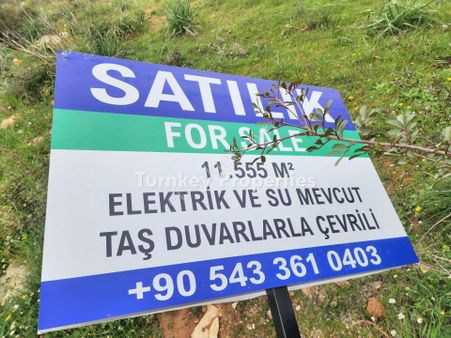 SATILIK
FOR SALE
11.555 M²
Turnkey Properties
ELEKTRİK VE SU MEVCUT
TAŞ DUVARLARLA ÇEVRİLİ
+90 543 361 0403